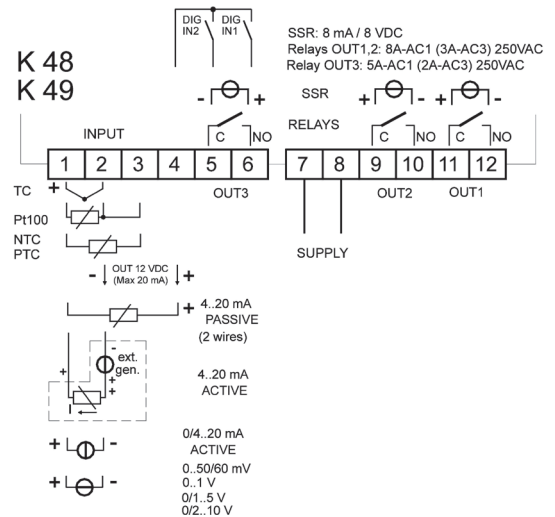 DIG IN2
DIG IN1
SSR: 8 mA / 8 VDC
Relays OUT1,2: 8A-AC1 (3A-AC3) 250VAC
Relay OUT3: 5A-AC1 (2A-AC3) 250VAC
K 48
K 49
- +
SSR
+ -
+ -
INPUT
RELAYS
C NO
C NO
C NO
1 2 3 4 5 6 7 8 9 10 11 12
TC
+
OUT3
OUT2
OUT1
Pt100
NTC
PTC
SUPPLY
- OUT 12 VDC +
(Max 20 mA)
+ 4..20 mA
PASSIVE
(2 wires)
-
ext.
gen.
+
+
+
4..20 mA
ACTIVE
I
+ -
0/4..20 mA
ACTIVE
+ -
0..50/60 mV
0..1 V
0/1..5 V
0/2..10 V